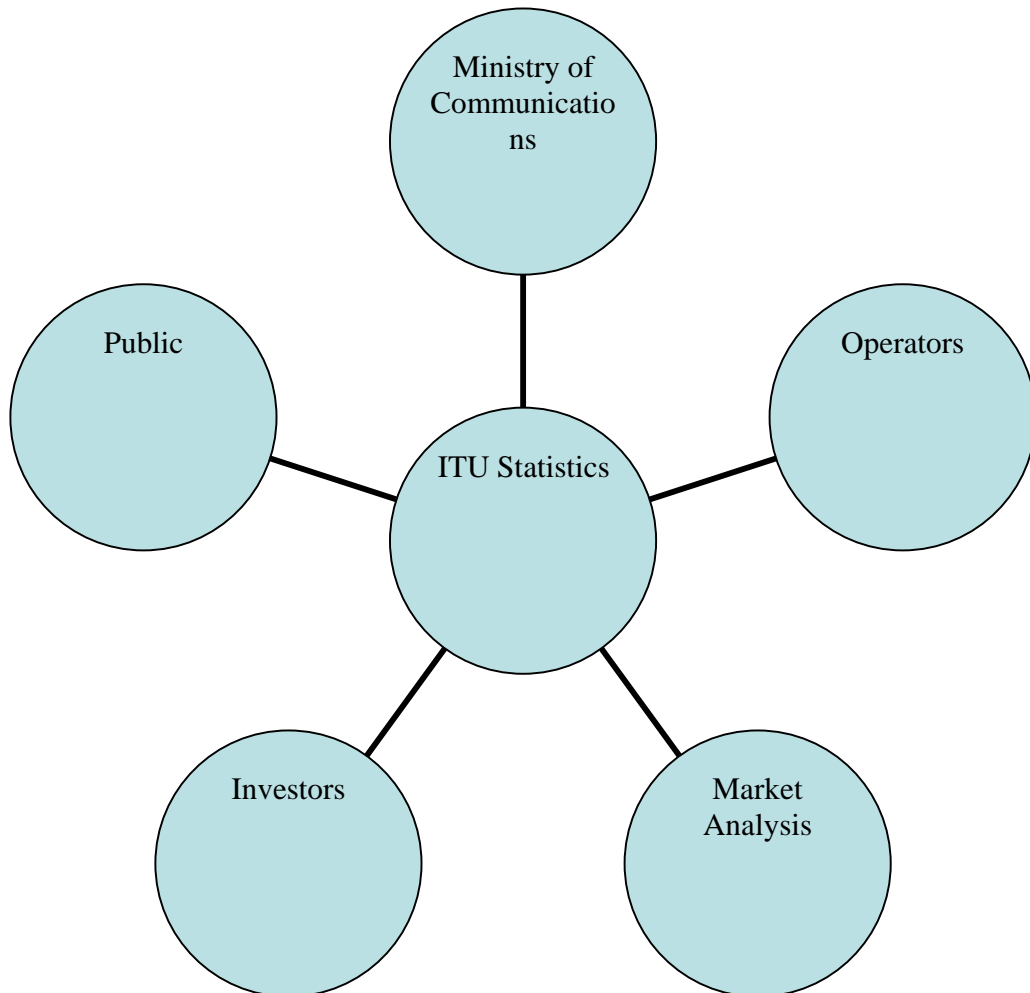 Ministry of
Communicatio
ns
Public
Operators
ITU Statistics
Investors
Market
Analysis